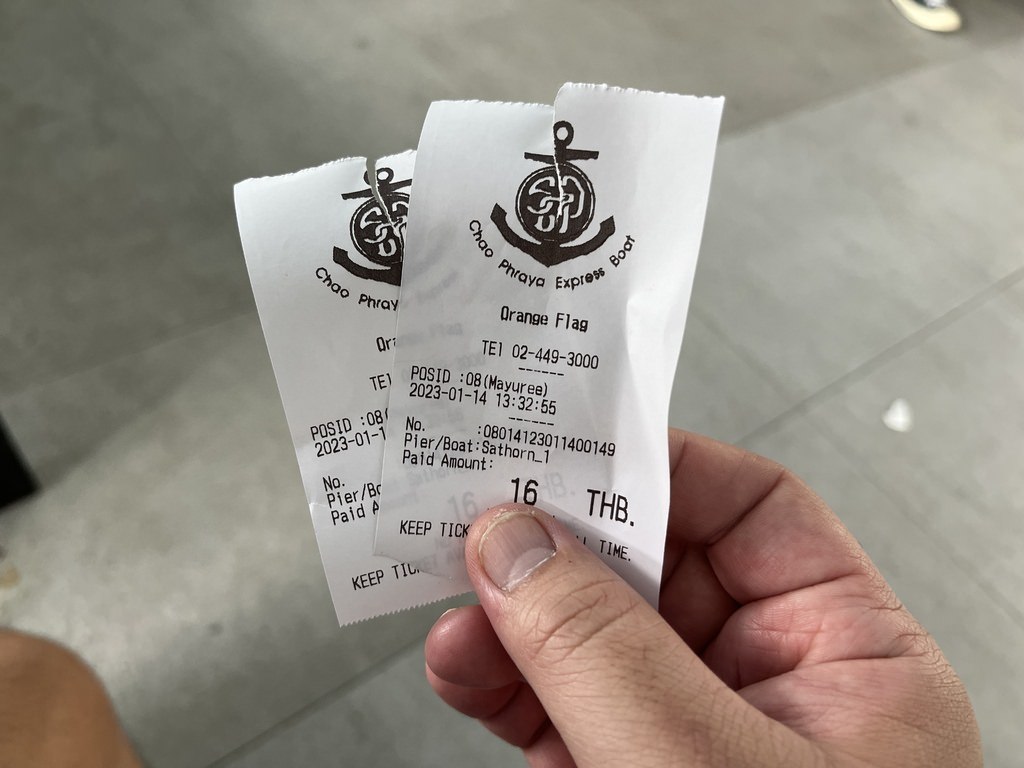 Chao Phray
TEl
POSID :08(
2023-01-1
No.
Pier/Bo
Paid A
16
KEEP TIC
Chao Phraya Express Boat
Orange Flag
TEl 02-449-3000
------
POSID :08(Mayuree)
2023-01-14 13:32:55
------
No. :08014123011400149
Pier/Boat:Sathorn_1
Paid Amount:
16 THB.
KEEP TICK TIME.